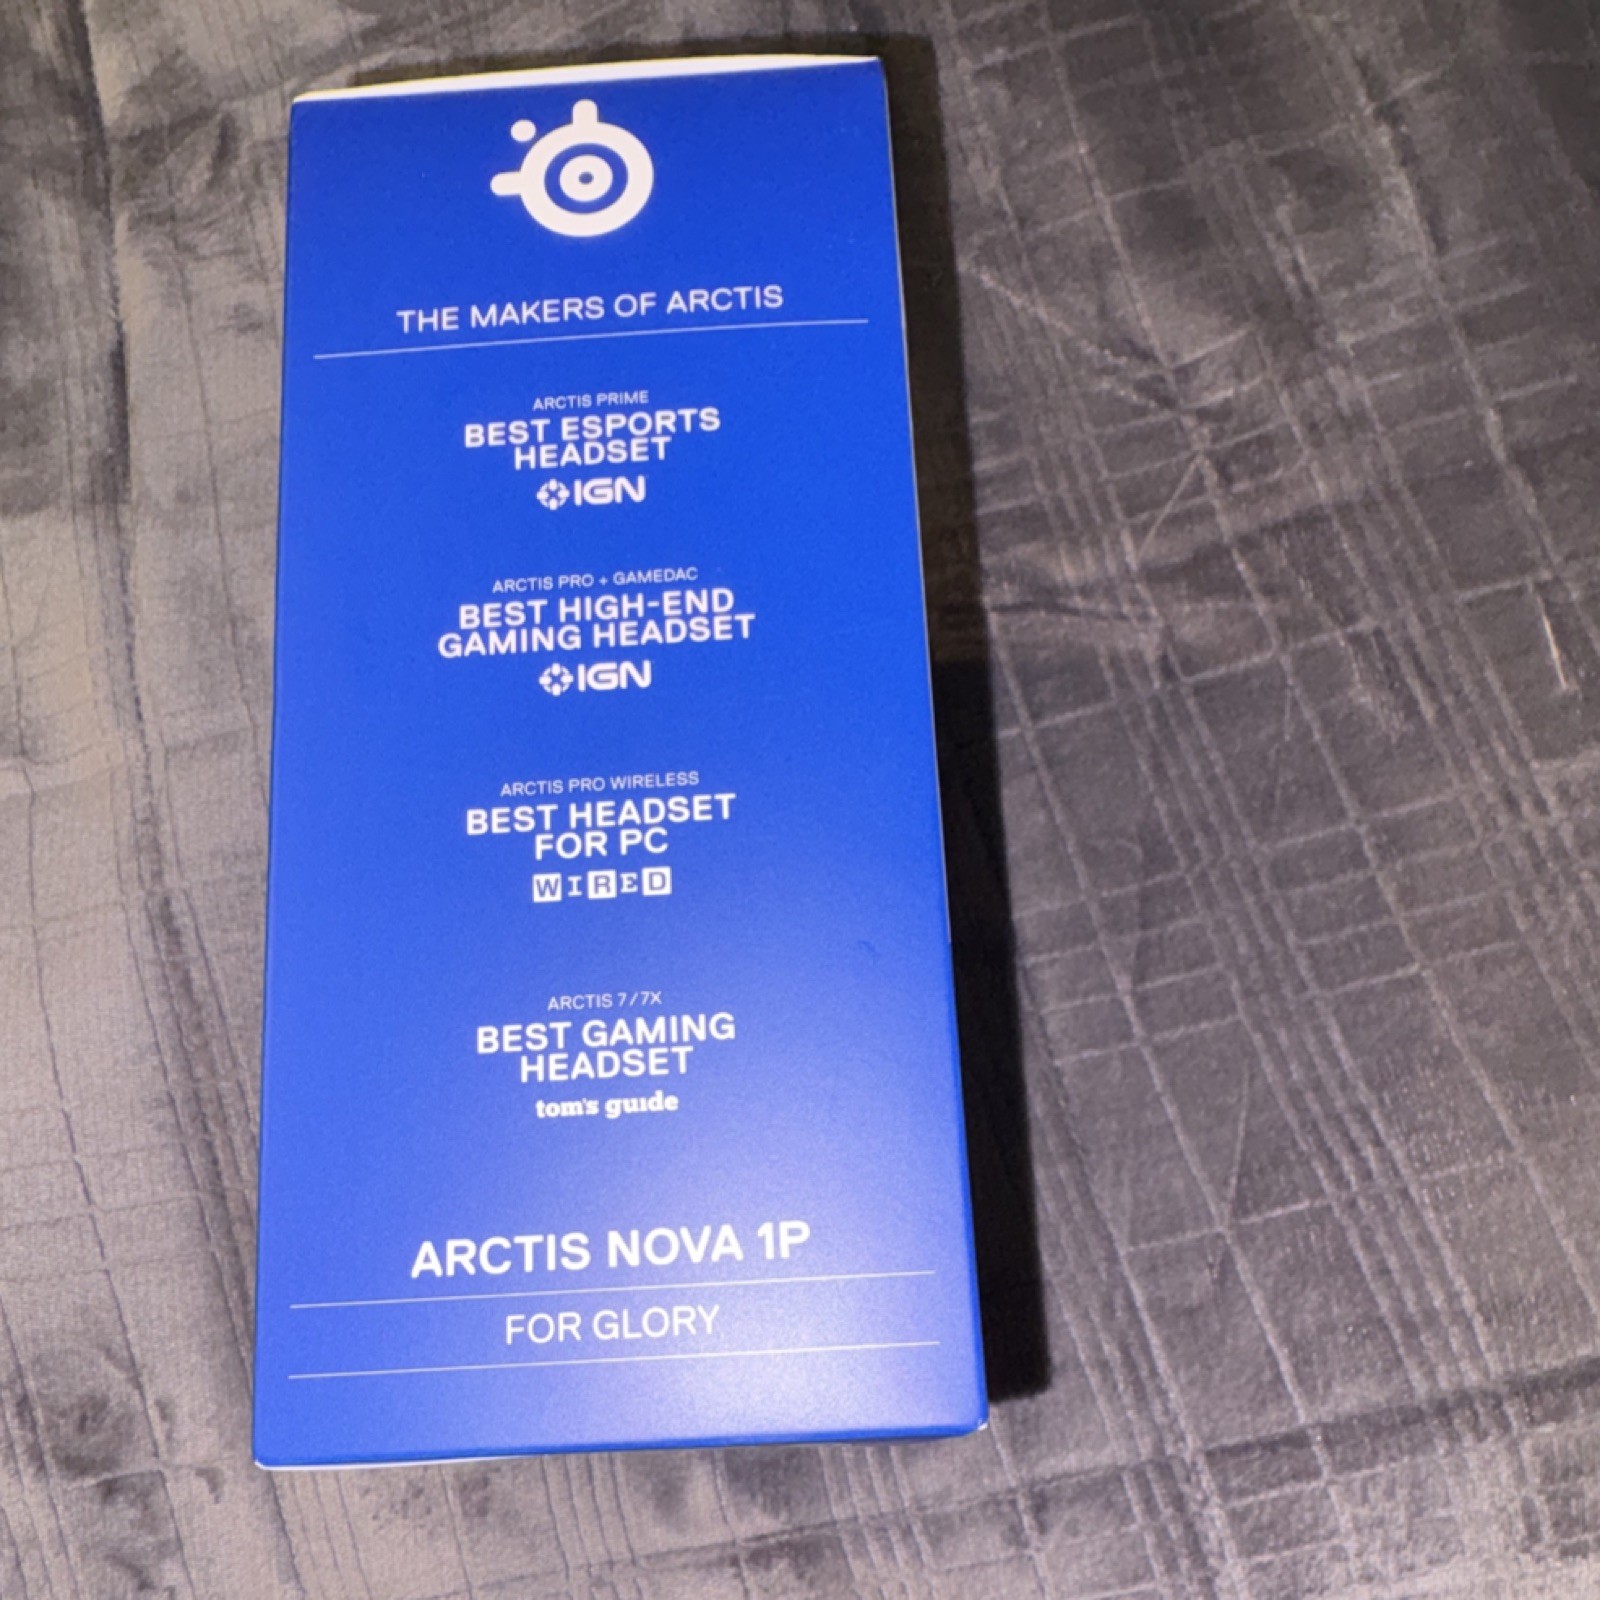 THE MAKERS OF ARCTIS
ARCTIS PRIME
BEST ESPORTS
HEADSET
IGN
ARCTIS PRO + GAMEDAC
BEST HIGH-END
GAMING HEADSET
IGN
ARCTIS PRO WIRELESS
BEST HEADSET
FOR PC
WIRED
ARCTIS 7/7X
BEST GAMING
HEADSET
tom's guide
ARCTIS NOVA 1P
FOR GLORY